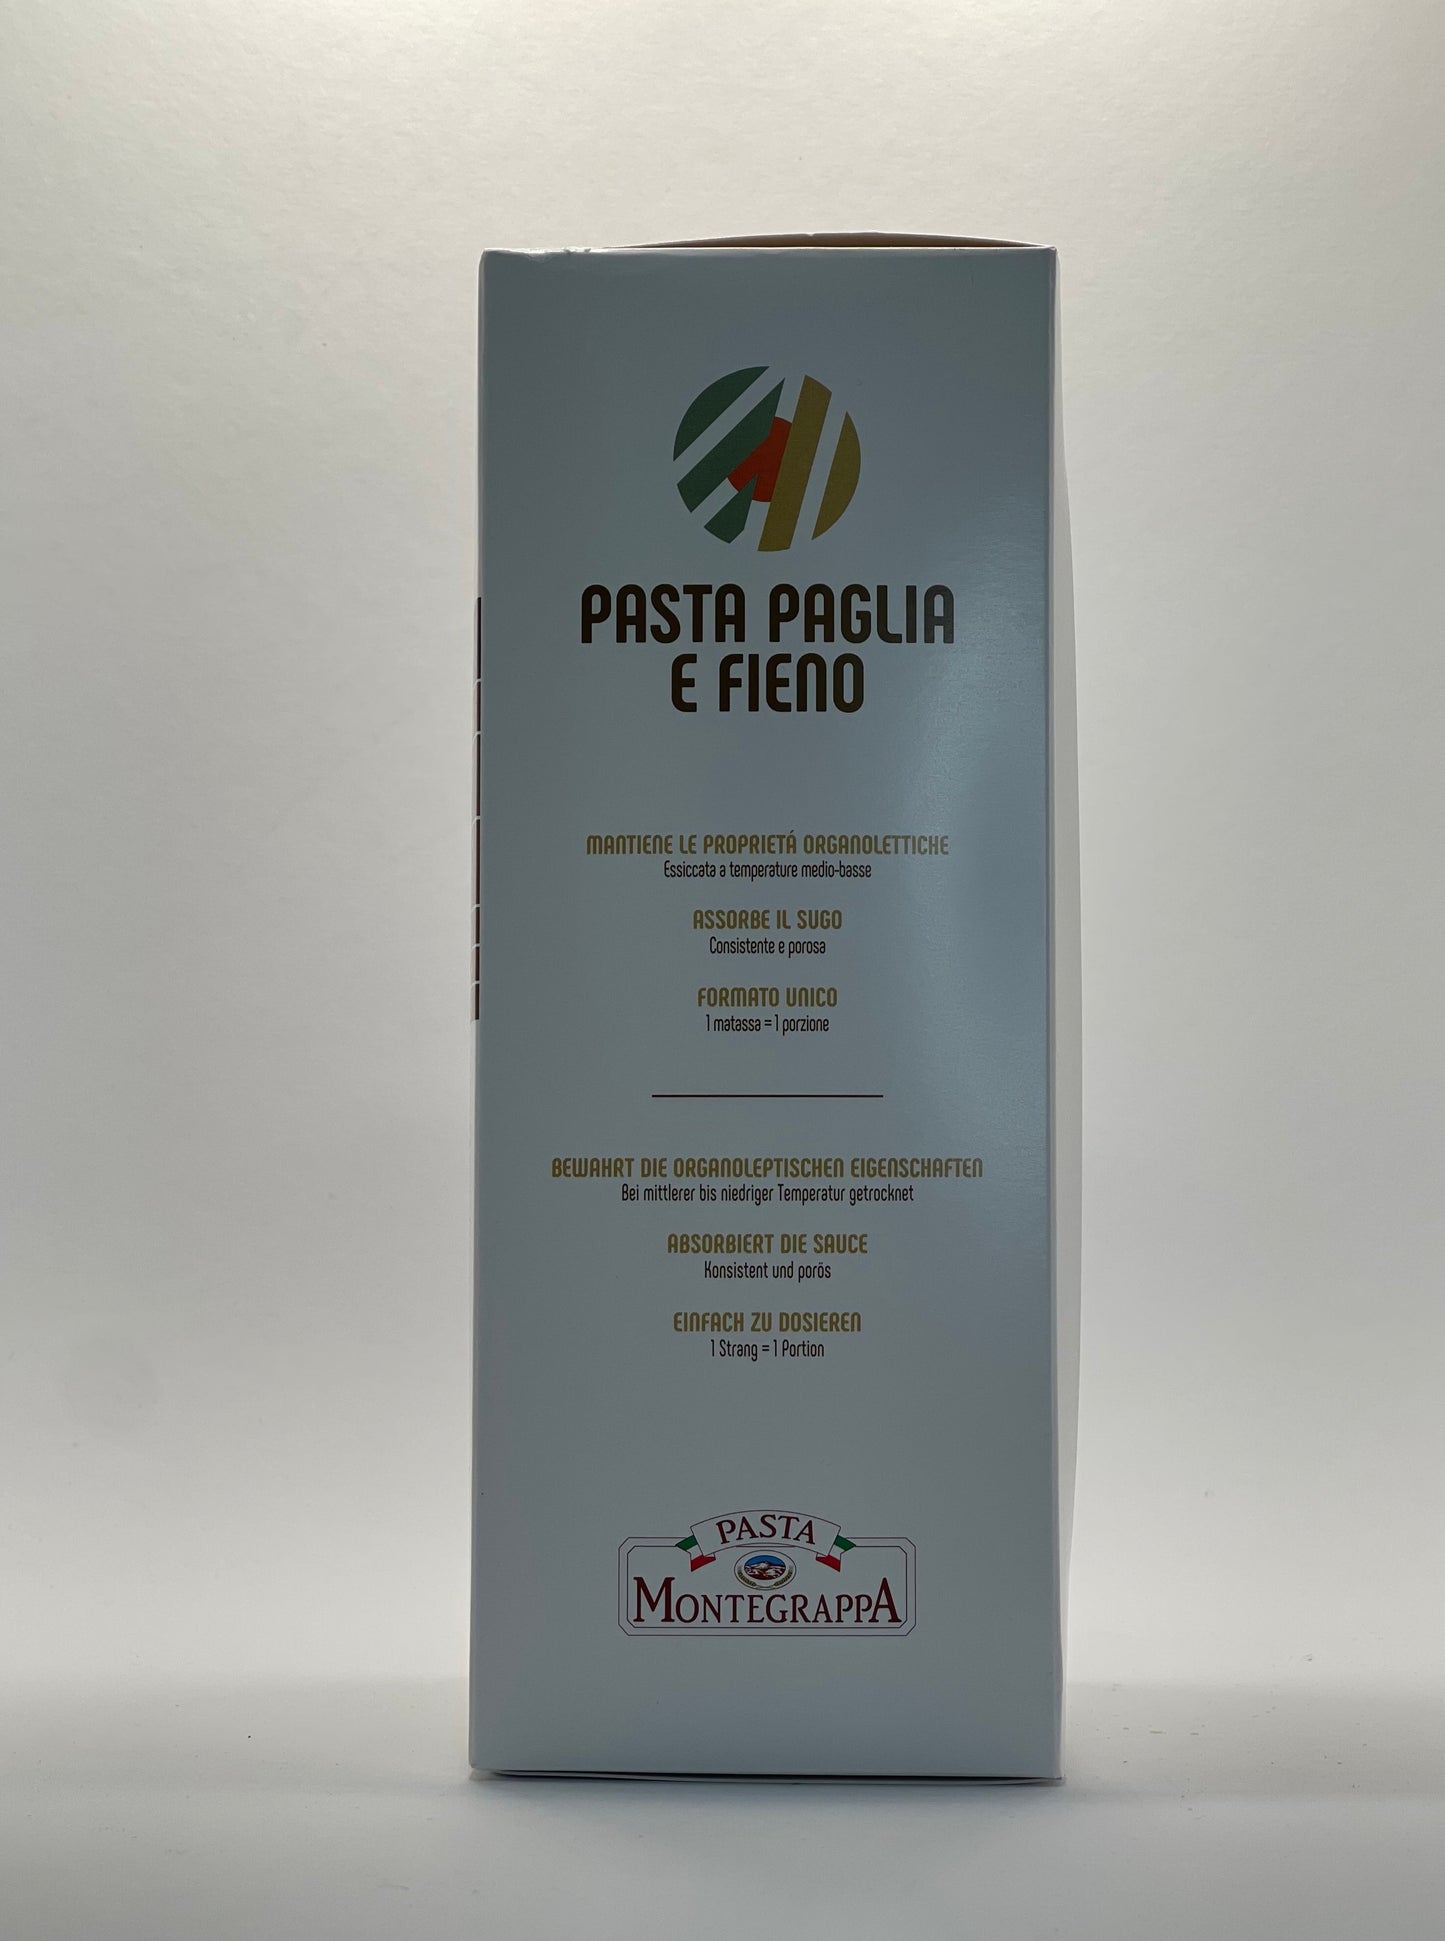 PASTA PAGLIA
E FIENO
MANTIENE LE PROPRIETÁ ORGANOLETTICHE
Essiccata a temperature medio-basse
ASSORBE IL SUGO
Consistente e porosa
FORMATO UNICO
1 matassa = 1 porzione
BEWAHRT DIE ORGANOLEPTISCHEN EIGENSCHAFTEN
Bei mittlerer bis niedriger Temperatur getrocknet
ABSORBIERT DIE SAUCE
Konsistent und porös
EINFACH ZU DOSIEREN
1 Strang = 1 Portion
PASTA
MONTEGRAPPA